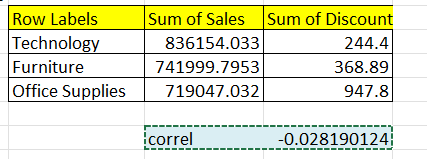 Row Labels Sum of Sales Sum of Discount
Technology 836154.033 244.4
Furniture 741999.7953 368.89
Office Supplies 719047.032 947.8
correl -0.028190124